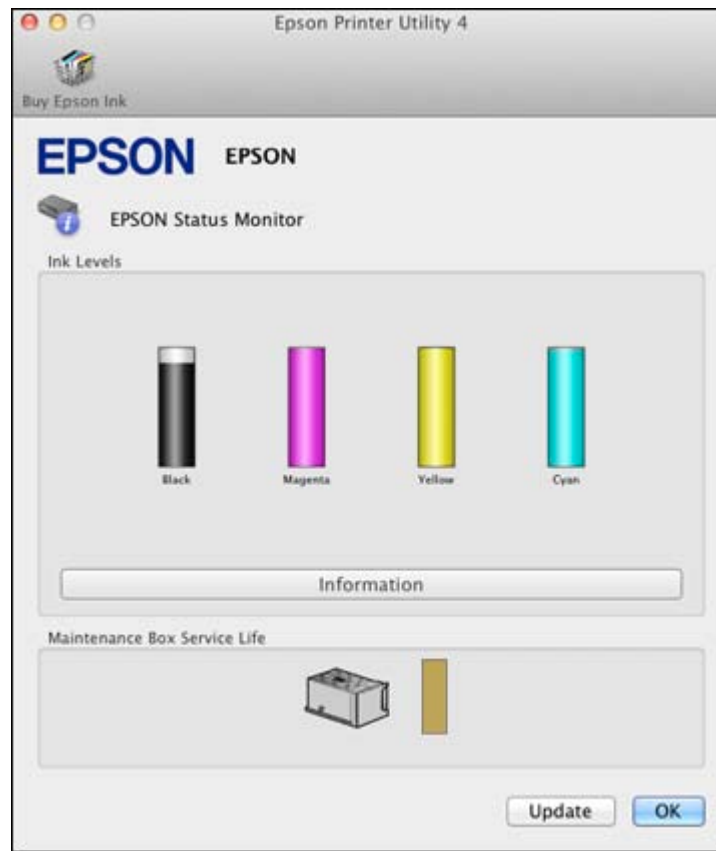 Epson Printer Utility 4
Buy Epson Ink
EPSON EPSON
EPSON Status Monitor
Ink Levels
Black Magenta Yellow Cyan
Information
Maintenance Box Service Life
Update OK